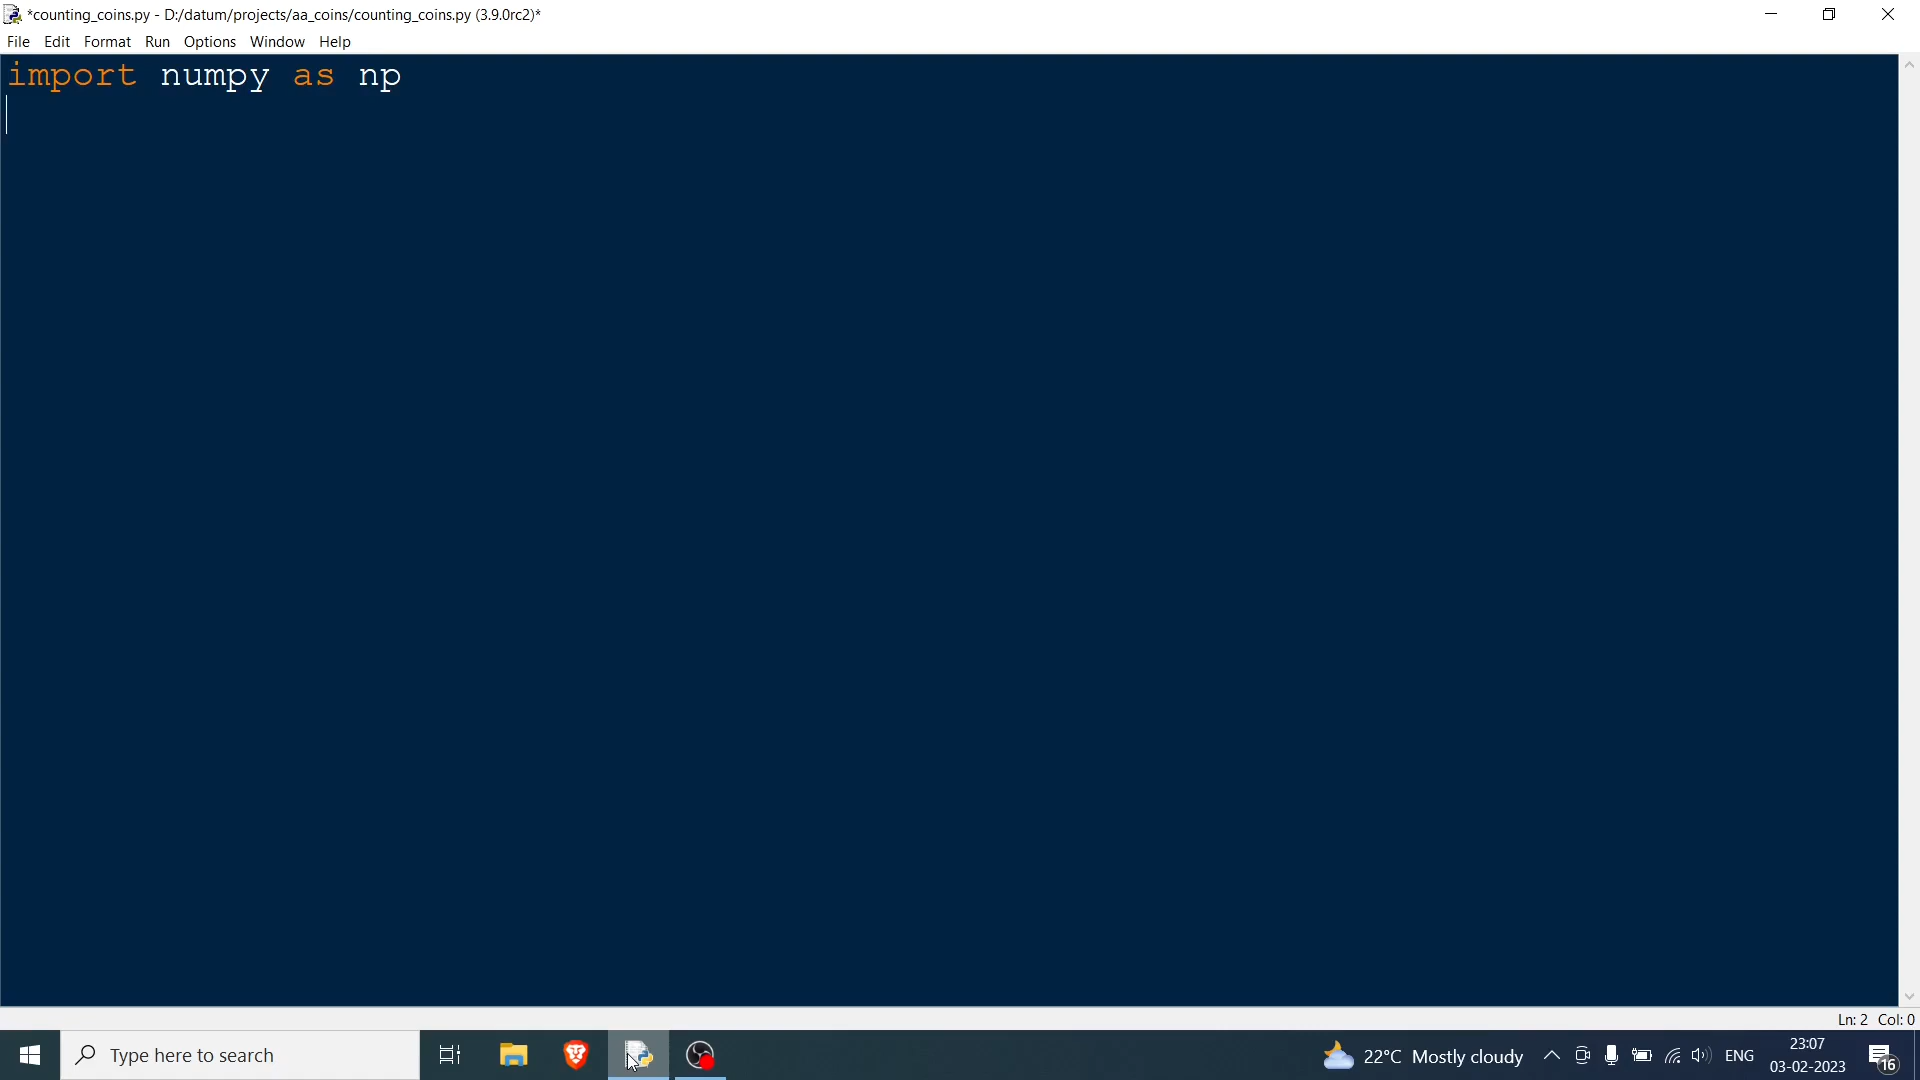 *counting_coins.py - D:/datum/projects/aa_coins/counting_coins.py (3.9.0rc2)*
File Edit Format Run Options Window Help
import numpy as np
Ln: 2 Col: 0
Type here to search
22°C Mostly cloudy
ENG
23:07
03-02-2023
16